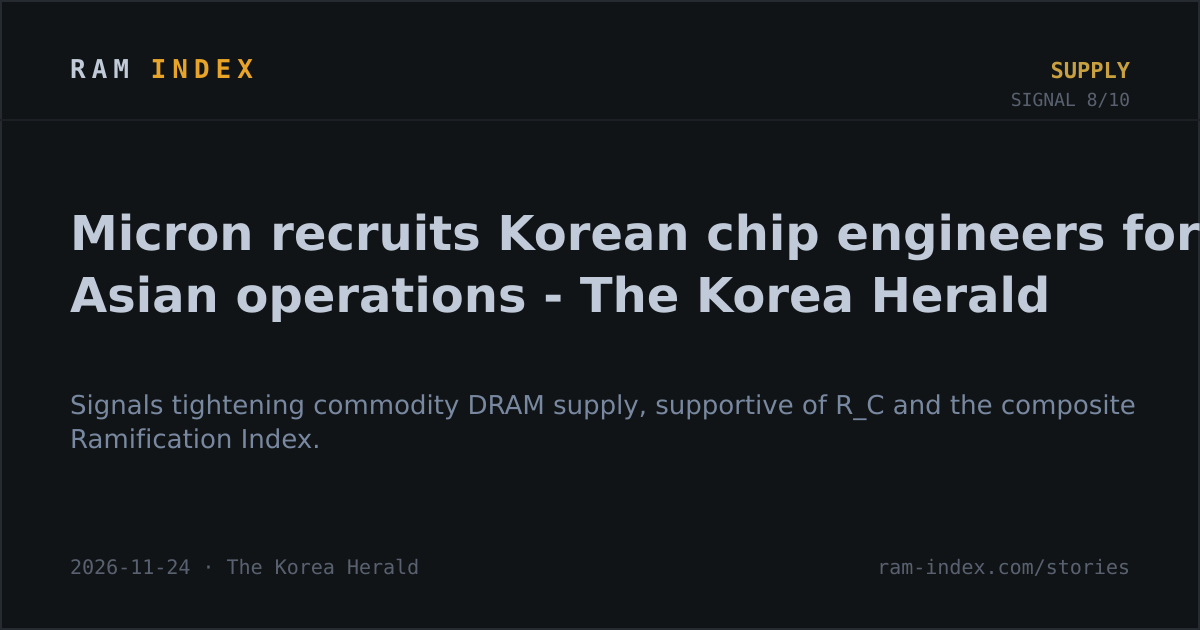 RAM INDEX
SUPPLY
SIGNAL 8/10
Micron recruits Korean chip engineers for
Asian operations - The Korea Herald
Signals tightening commodity DRAM supply, supportive of R_C and the composite
Ramification Index.
2026-11-24 · The Korea Herald
ram-index.com/stories